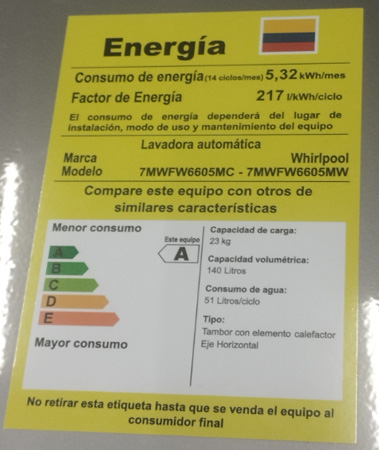 Energía
Consumo de energía(14 ciclos/mes) 5,32 kWh/mes
Factor de Energía 217 l/kWh/ciclo
El consumo de energía dependerá del lugar de
instalación, modo de uso y mantenimiento del equipo
Lavadora automática
Marca Whirlpool
Modelo 7MWFW6605MC - 7MWFW6605MW
Compare este equipo con otros de
similares características
Menor consumo
A
B
C
D
E
Mayor consumo
Este equipo
A
Capacidad de carga:
23 kg
Capacidad volumétrica:
140 Litros
Consumo de agua:
51 Litros/ciclo
Tipo:
Tambor con elemento calefactor
Eje Horizontal
No retirar esta etiqueta hasta que se venda el equipo al
consumidor final